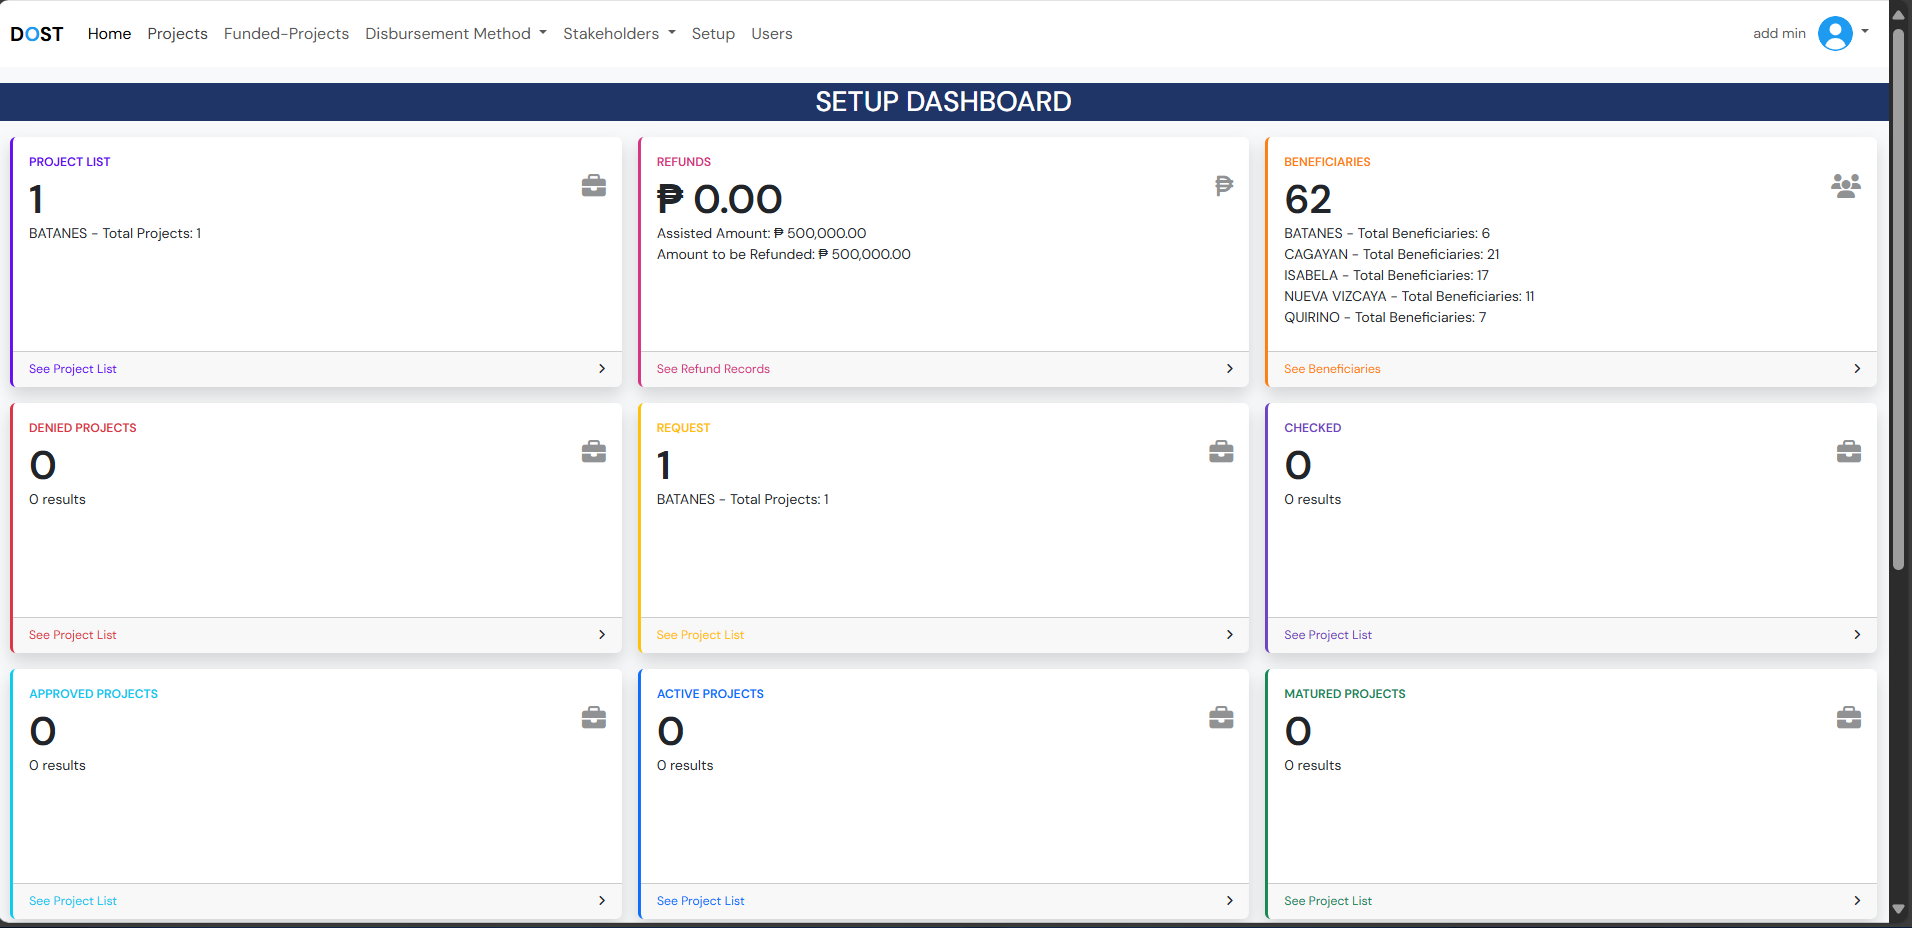 DOST Home Projects Funded-Projects Disbursement Method Stakeholders Setup Users add min
SETUP DASHBOARD
PROJECT LIST
1
BATANES - Total Projects: 1
See Project List
REFUNDS
₱ 0.00
Assisted Amount: ₱ 500,000.00
Amount to be Refunded: ₱ 500,000.00
See Refund Records
BENEFICIARIES
62
BATANES - Total Beneficiaries: 6
CAGAYAN - Total Beneficiaries: 21
ISABELA - Total Beneficiaries: 17
NUEVA VIZCAYA - Total Beneficiaries: 11
QUIRINO - Total Beneficiaries: 7
See Beneficiaries
DENIED PROJECTS
0
0 results
See Project List
REQUEST
1
BATANES - Total Projects: 1
See Project List
CHECKED
0
0 results
See Project List
APPROVED PROJECTS
0
0 results
See Project List
ACTIVE PROJECTS
0
0 results
See Project List
MATURED PROJECTS
0
0 results
See Project List